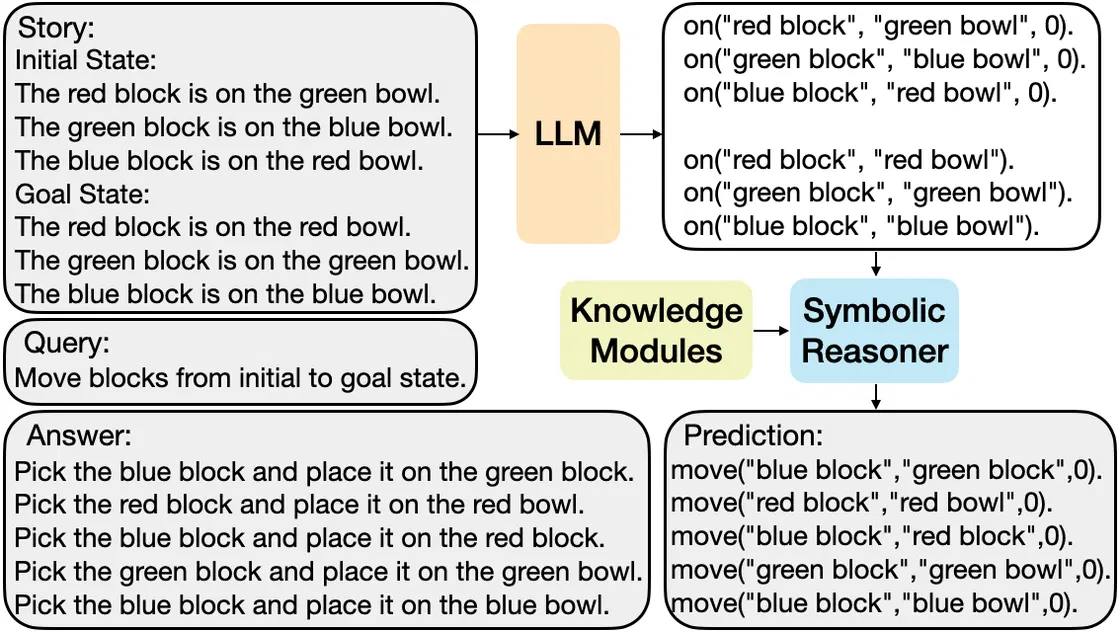 Story:
Initial State:
The red block is on the green bowl.
The green block is on the blue bowl.
The blue block is on the red bowl.
Goal State:
The red block is on the red bowl.
The green block is on the green bowl.
The blue block is on the blue bowl.
Query:
Move blocks from initial to goal state.
LLM
on("red block", "green bowl", 0).
on("green block", "blue bowl", 0).
on("blue block", "red bowl", 0).
on("red block", "red bowl").
on("green block", "green bowl").
on("blue block", "blue bowl").
Knowledge
Modules
Symbolic
Reasoner
Answer:
Pick the blue block and place it on the green block.
Pick the red block and place it on the red bowl.
Pick the blue block and place it on the red block.
Pick the green block and place it on the green bowl.
Pick the blue block and place it on the blue bowl.
Prediction:
move("blue block","green block",0).
move("red block","red bowl",0).
move("blue block","red block",0).
move("green block","green bowl",0).
move("blue block","blue bowl",0).